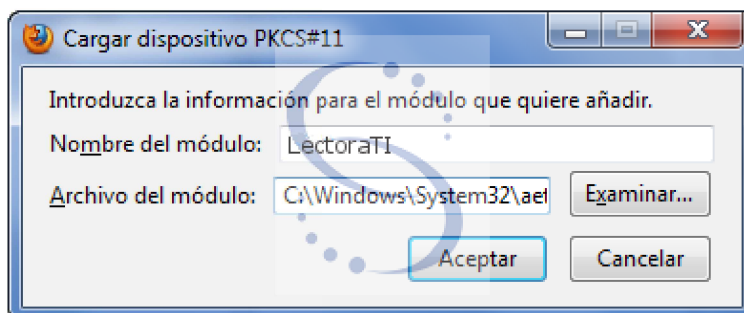 Cargar dispositivo PKCS#11
Introduzca la información para el módulo que quiere añadir.
Nombre del módulo: LectoraTI
Archivo del módulo: C:\Windows\System32\aet Examinar...
Aceptar Cancelar